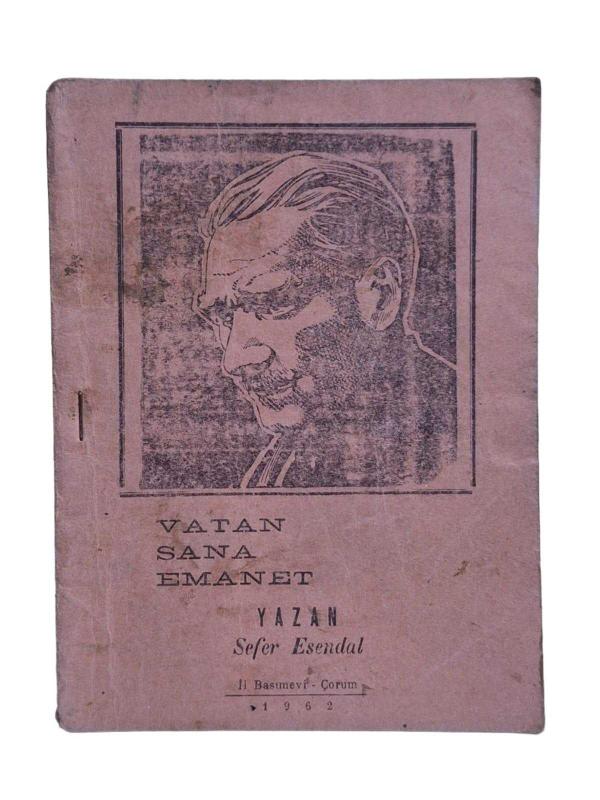 VATAN
SANA
EMANET
YAZAN
Sefer Esendal
İl Basımevi - Çorum
1962